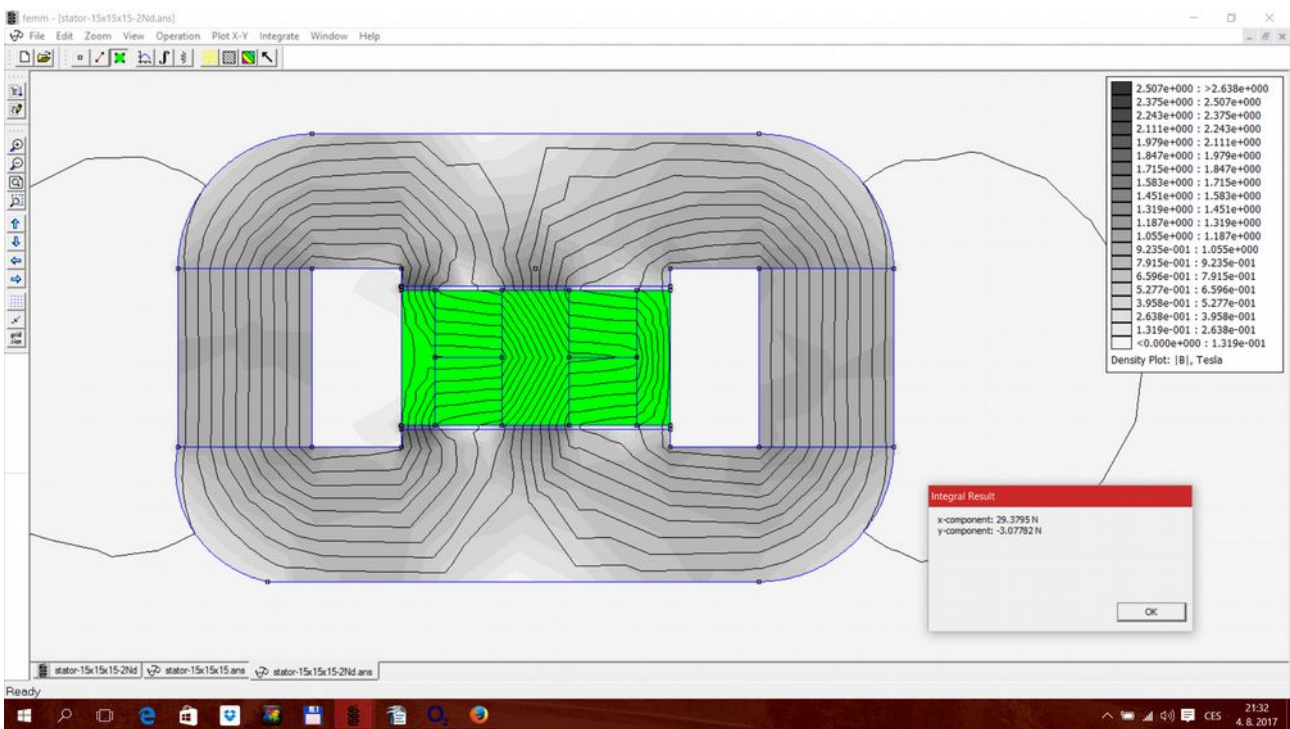 femm - [stator-15x15x15-2Nd.ans]
File Edit Zoom View Operation Plot X-Y Integrate Window Help
2.507e+000 : >2.638e+000
2.375e+000 : 2.507e+000
2.243e+000 : 2.375e+000
2.111e+000 : 2.243e+000
1.979e+000 : 2.111e+000
1.847e+000 : 1.979e+000
1.715e+000 : 1.847e+000
1.583e+000 : 1.715e+000
1.451e+000 : 1.583e+000
1.319e+000 : 1.451e+000
1.187e+000 : 1.319e+000
1.055e+000 : 1.187e+000
9.235e-001 : 1.055e+000
7.915e-001 : 9.235e-001
6.596e-001 : 7.915e-001
5.277e-001 : 6.596e-001
3.958e-001 : 5.277e-001
2.638e-001 : 3.958e-001
1.319e-001 : 2.638e-001
<0.000e+000 : 1.319e-001
Density Plot: |B|, Tesla
grid
size
Integral Result
x-component: 29.3795 N
y-component: -3.07782 N
OK
stator-15x15x15-2Nd stator-15x15x15.ans stator-15x15x15-2Nd.ans
Ready
CES
21:32
4. 8. 2017